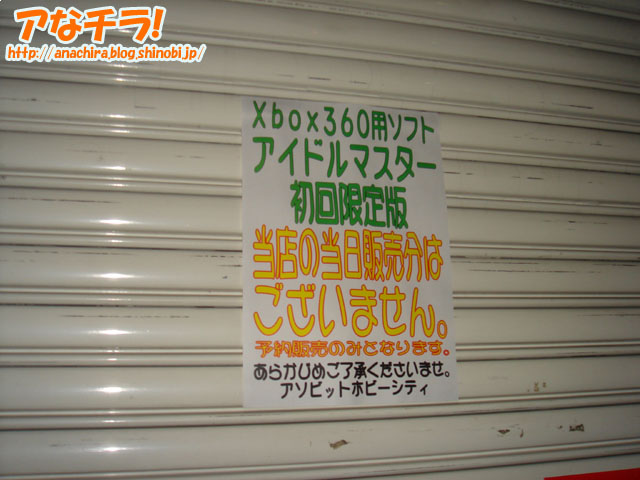 アなチラ!
http://anachira.blog.shinobi.jp/
Xbox360用ソフト
アイドルマスター
初回限定版
当店の当日販売分は
ございません。
予約販売のみとなります。
あらかじめご了承くださいませ。
アソビットホビーシティ